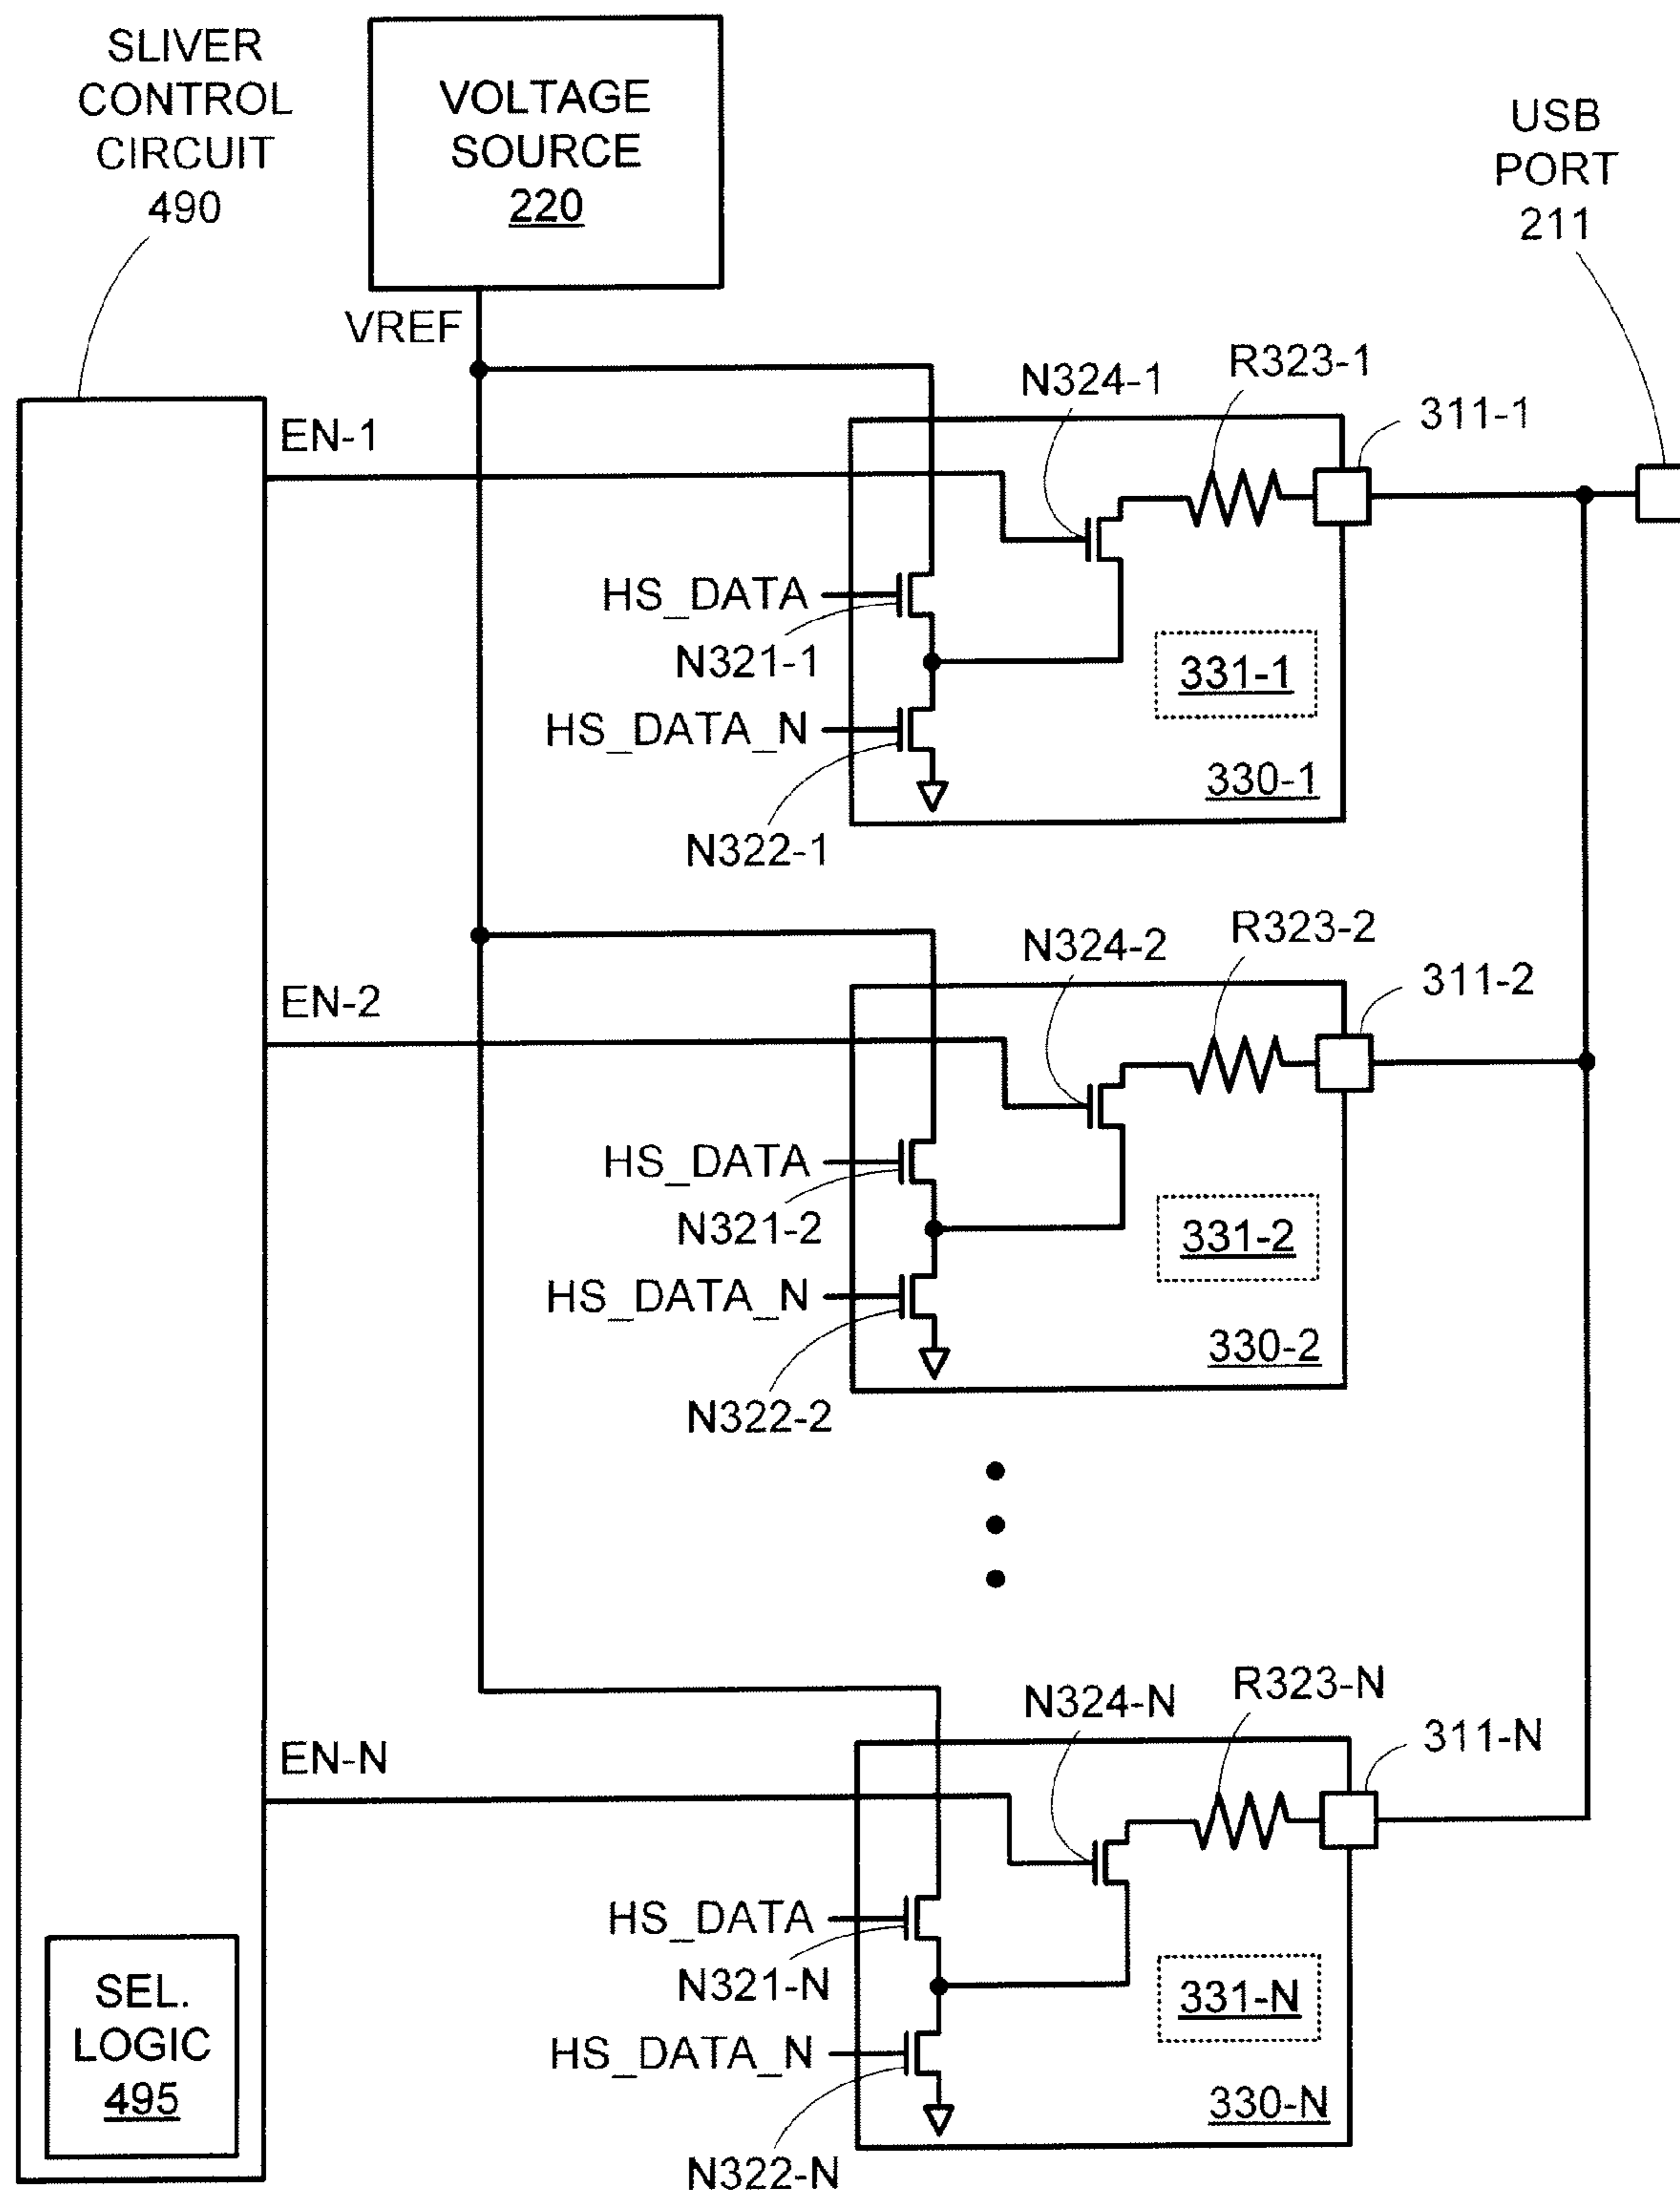 SLIVER
CONTROL
CIRCUIT
490
VOLTAGE
SOURCE
220
USB
PORT
211
VREF
EN-1
N324-1
R323-1
311-1
HS_DATA
N321-1
331-1
HS_DATA_N
330-1
N322-1
EN-2
N324-2
R323-2
311-2
HS_DATA
N321-2
331-2
HS_DATA_N
330-2
N322-2
EN-N
N324-N
R323-N
311-N
HS_DATA
N321-N
331-N
HS_DATA_N
330-N
N322-N
SEL.
LOGIC
495